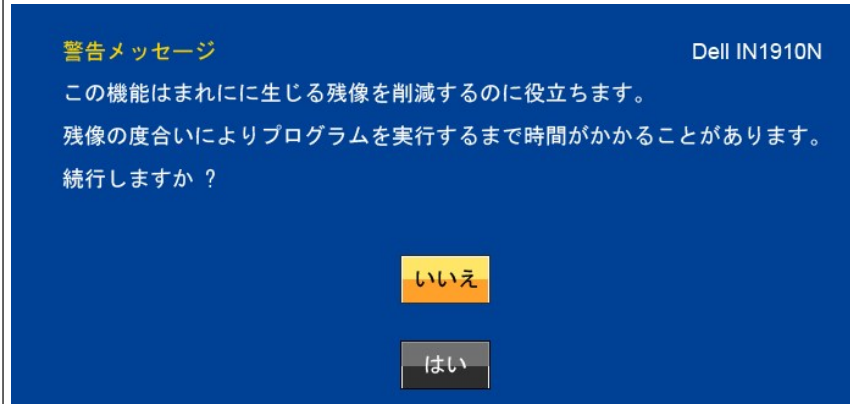 警告メッセージ Dell IN1910N
この機能はまれにに生じる残像を削減するのに役立ちます。
残像の度合いによりプログラムを実行するまで時間がかかることがあります。
続行しますか ?
いいえ
はい